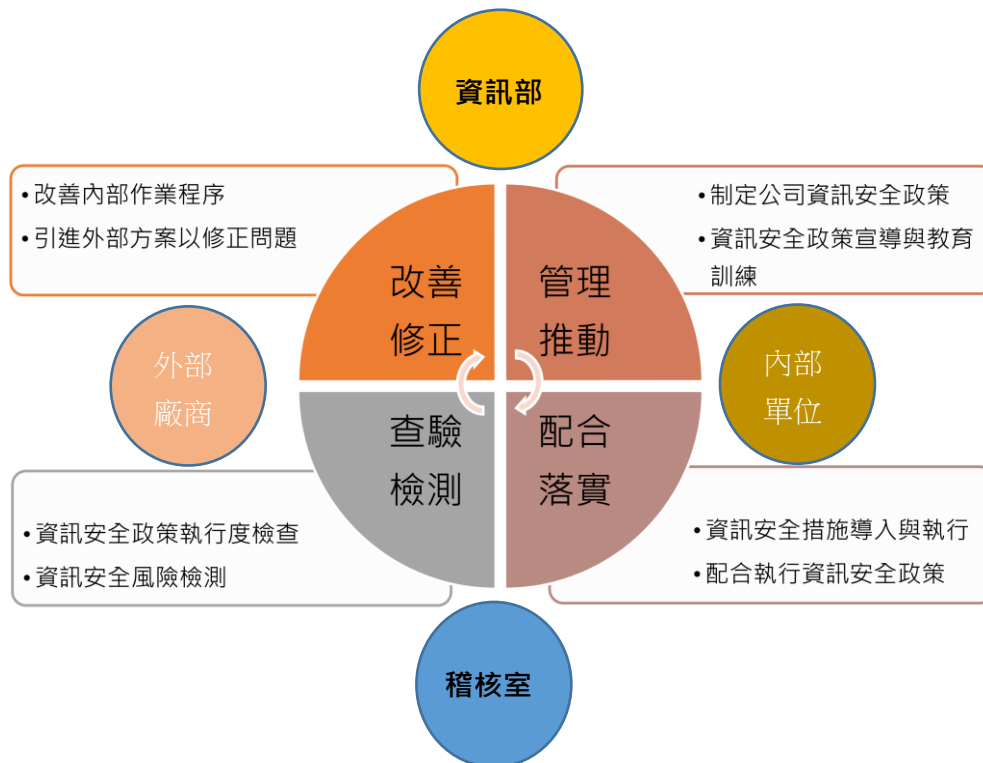 資訊部
•改善內部作業程序
•引進外部方案以修正問題
•制定公司資訊安全政策
•資訊安全政策宣導與教育
訓練
改善
修正
管理
推動
外部
廠商
內部
單位
查驗
檢測
配合
落實
•資訊安全政策執行度檢查
•資訊安全風險檢測
•資訊安全措施導入與執行
•配合執行資訊安全政策
稽核室